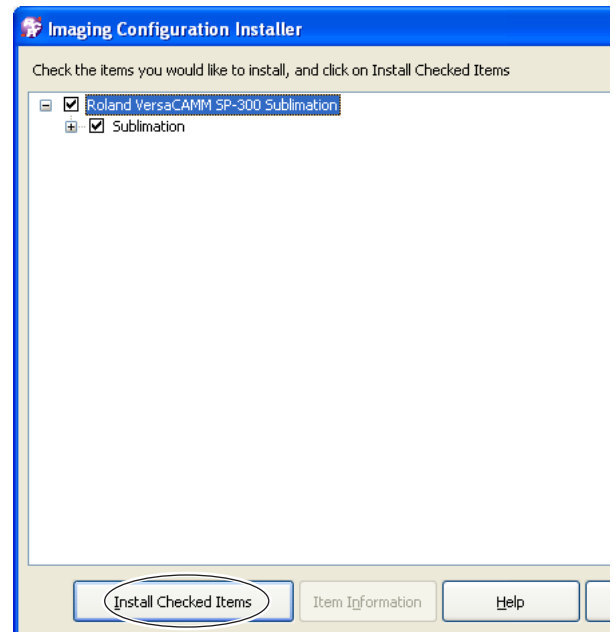 Imaging Configuration Installer
Check the items you would like to install, and click on Install Checked Items
Roland VersaCAMM SP-300 Sublimation
Sublimation
Install Checked Items
Item Information
Help